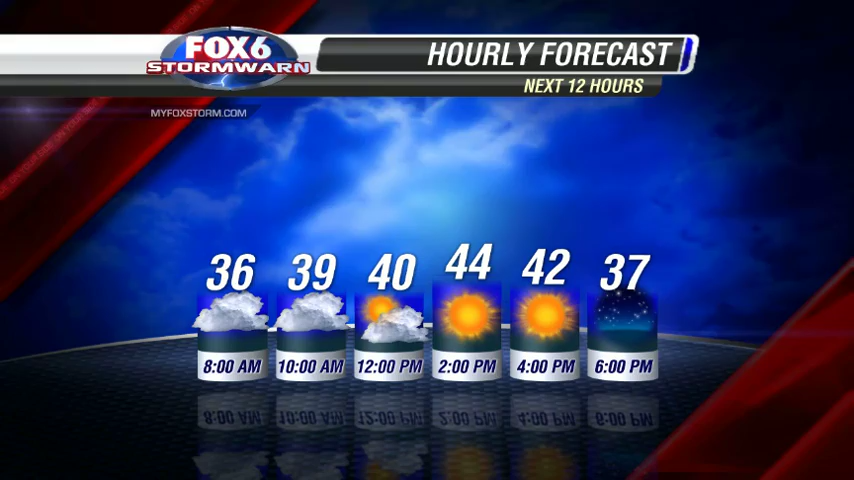 FOX6
STORMWARN
HOURLY FORECAST
NEXT 12 HOURS
MYFOXSTORM.COM
36 39 40 44 42 37
8:00 AM 10:00 AM 12:00 PM 2:00 PM 4:00 PM 6:00 PM